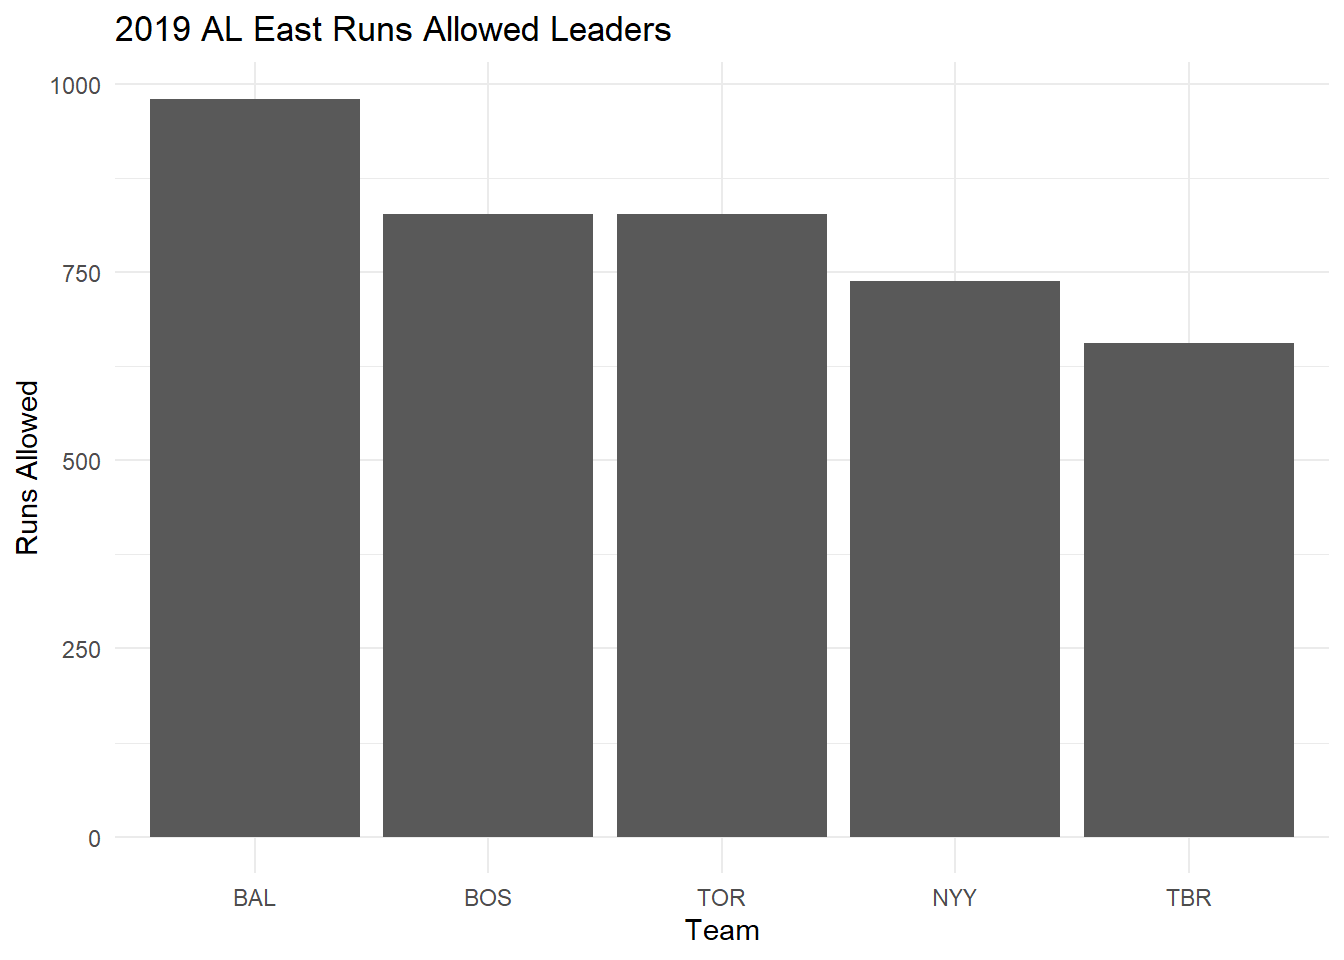 2019 AL East Runs Allowed Leaders
1000
750
500
250
0
Runs Allowed
BAL BOS TOR NYY TBR
Team